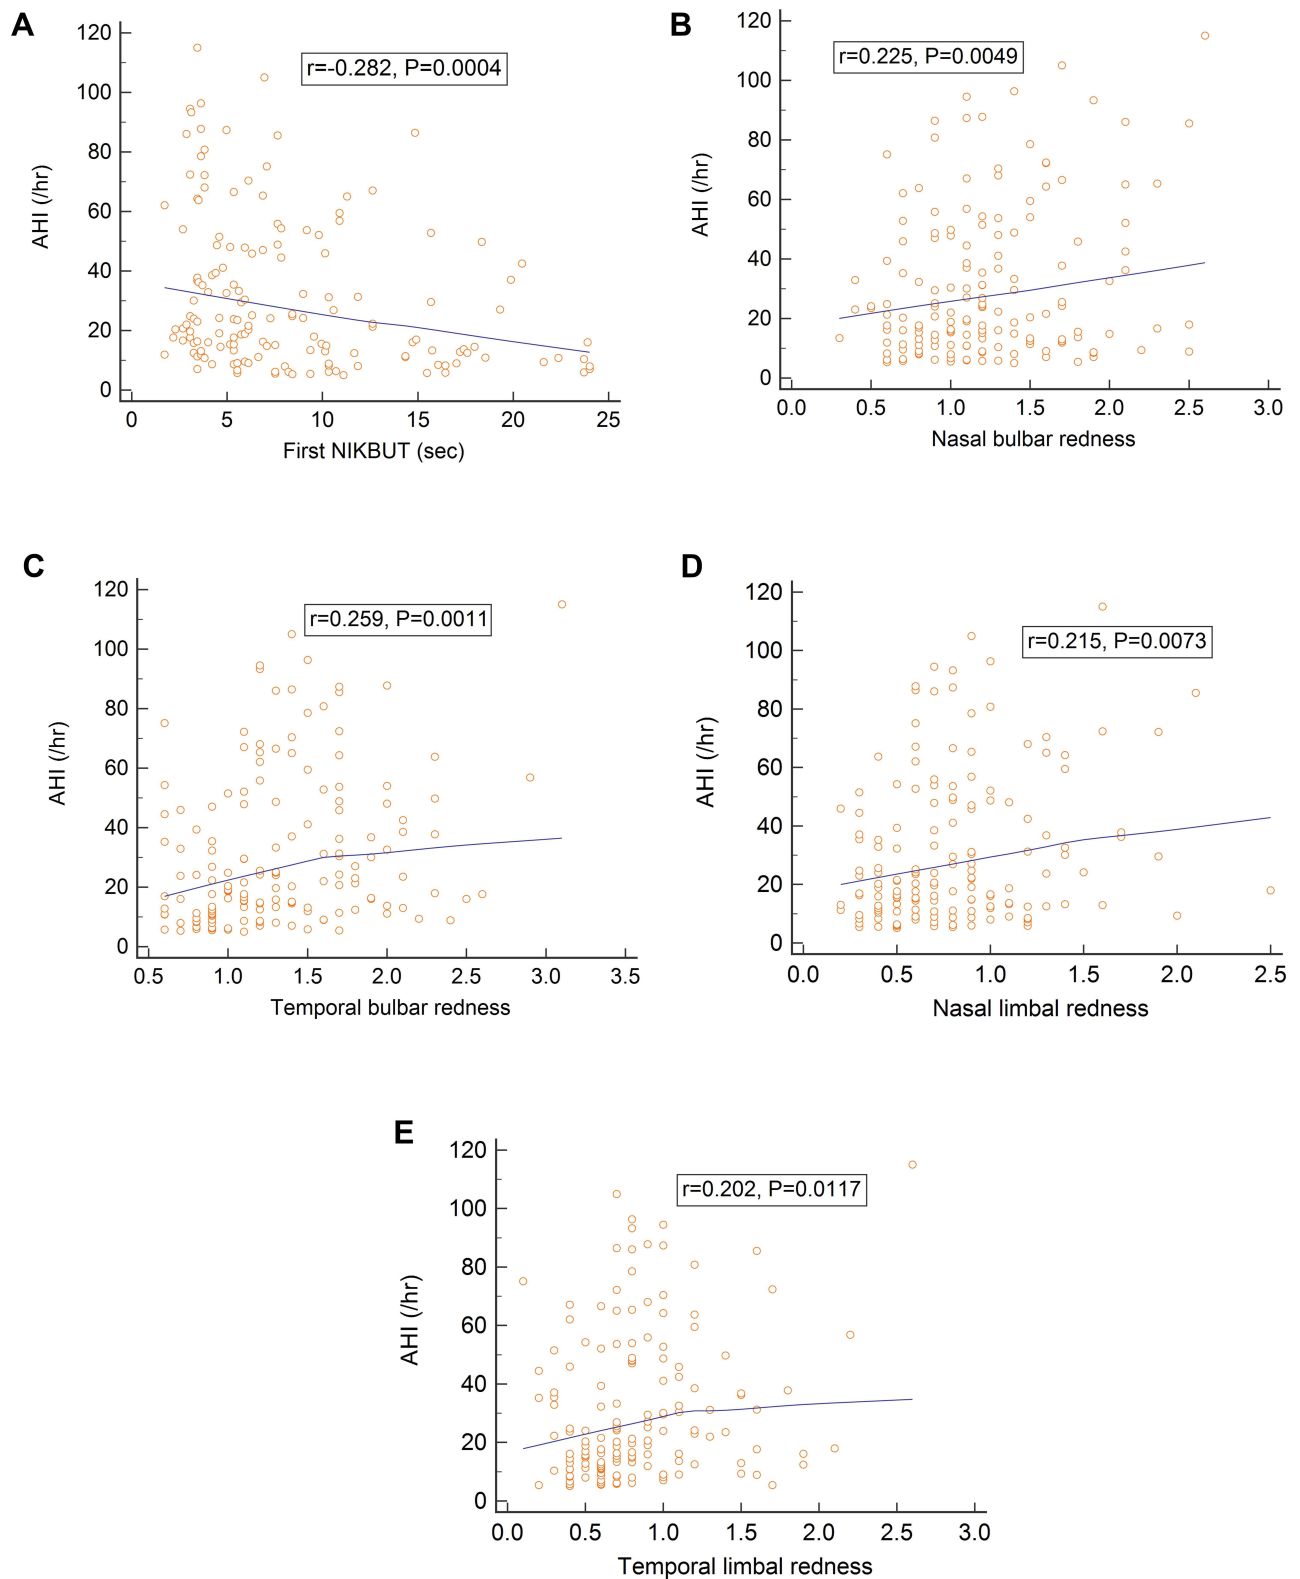 A
r=-0.282, P=0.0004
AHI (/hr)
120
100
80
60
40
20
0
0 5 10 15 20 25
First NIKBUT (sec)
B
r=0.225, P=0.0049
AHI (/hr)
120
100
80
60
40
20
0
0.0 0.5 1.0 1.5 2.0 2.5 3.0
Nasal bulbar redness
C
r=0.259, P=0.0011
AHI (/hr)
120
100
80
60
40
20
0
0.5 1.0 1.5 2.0 2.5 3.0 3.5
Temporal bulbar redness
D
r=0.215, P=0.0073
AHI (/hr)
120
100
80
60
40
20
0
0.0 0.5 1.0 1.5 2.0 2.5
Nasal limbal redness
E
r=0.202, P=0.0117
AHI (/hr)
120
100
80
60
40
20
0
0.0 0.5 1.0 1.5 2.0 2.5 3.0
Temporal limbal redness